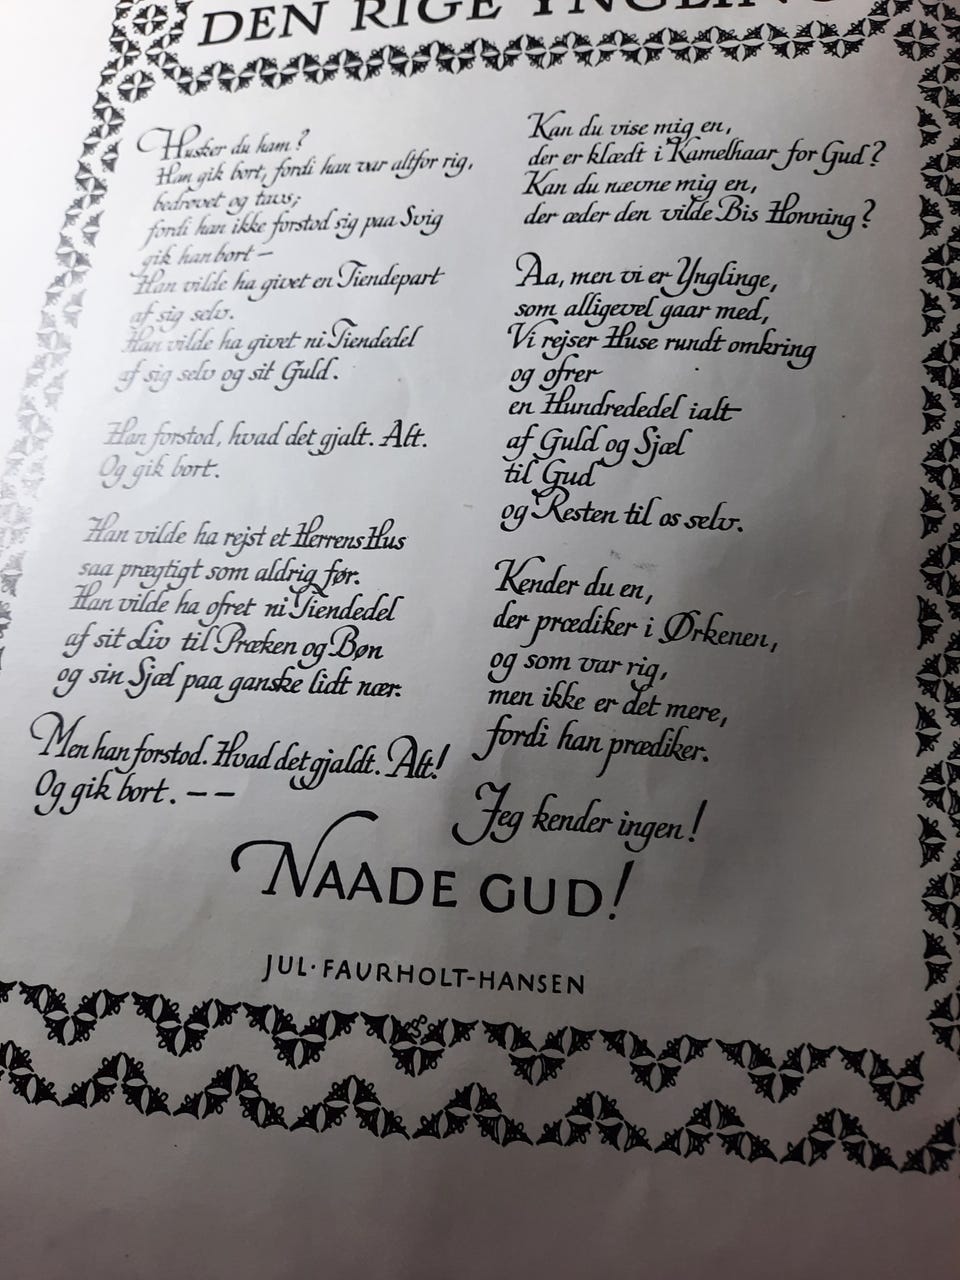 DEN RIGE YNGLING
Husker du ham?
Han gik bort, fordi han var altfor rig,
bedrøvet og tavs;
fordi han ikke forstod sig paa Svig
gik han bort —
Han vilde ha givet en Tiendepart
af sig selv.
Han vilde ha givet ni Tiendedel
af sig selv og sit Guld.
Han forstod, hvad det gjalt. Alt.
Og gik bort.
Han vilde ha rejst et Herrens Hus
saa prægtigt som aldrig før.
Han vilde ha ofret ni Tiendedel
af sit Liv til Præken og Bøn
og sin Sjæl paa ganske lidt nær.
Men han forstod. Hvad det gjaldt. Alt!
Og gik bort. — —
Kan du vise mig en,
der er klædt i Kamelhaar for Gud?
Kan du nævne mig en,
der æder den vilde Bis Honning?
Aa, men vi er Ynglinge,
som alligevel gaar med,
Vi rejser Huse rundt omkring
og ofrer
en Hundrededel ialt
af Guld og Sjæl
til Gud
og Resten til os selv.
Kender du en,
der prædiker i Ørkenen,
og som var rig,
men ikke er det mere,
fordi han prædiker.
Jeg kender ingen!
NAADE GUD!
JUL·FAURHOLT-HANSEN